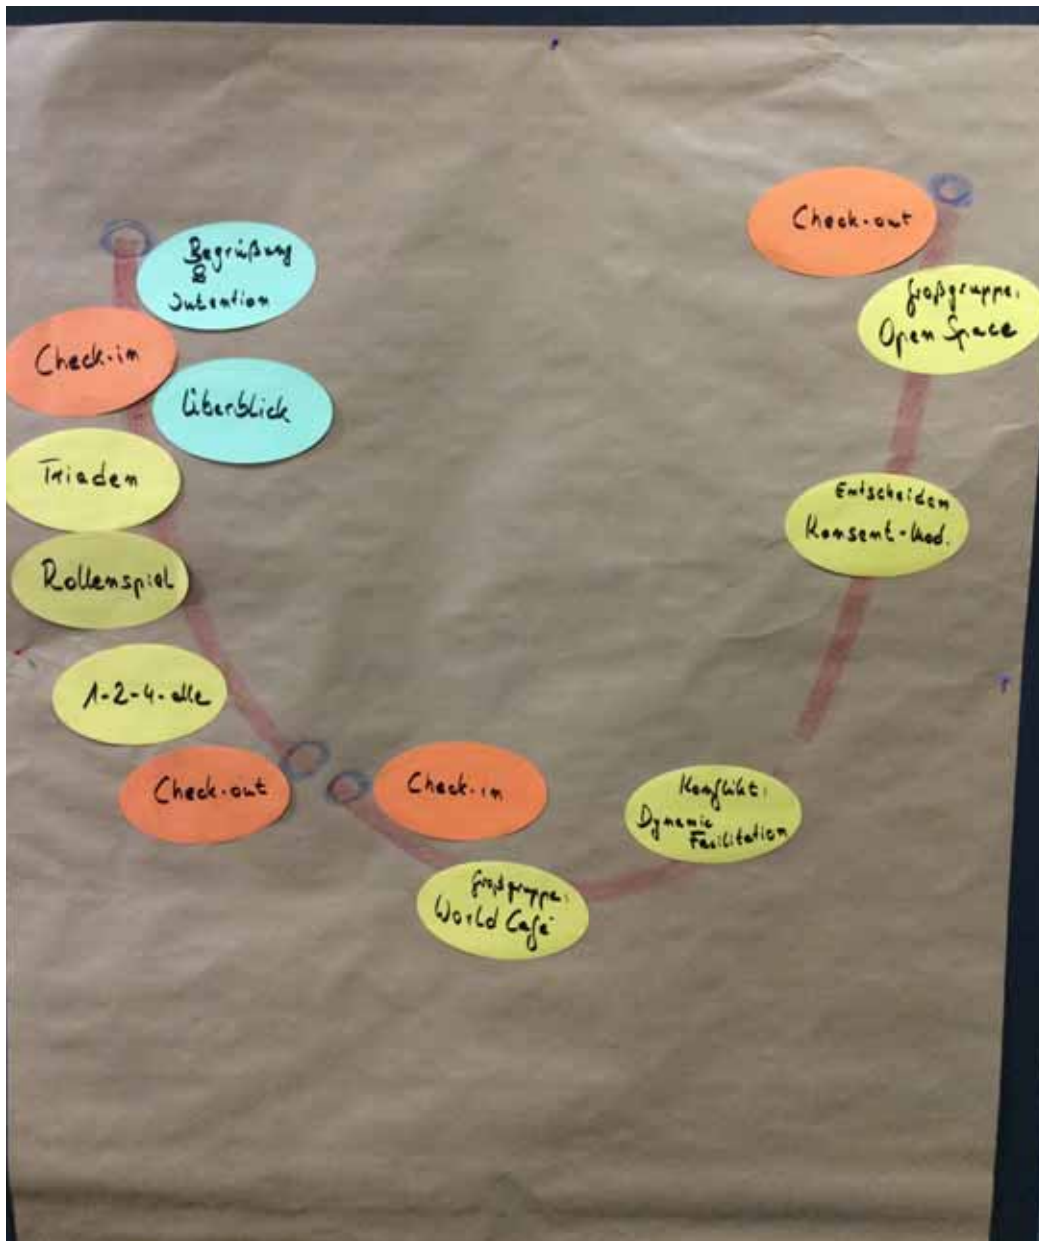 Begrüßung
&
Intention
Check-in
Überblick
Triaden
Rollenspiel
1-2-4-alle
Check-out
Check-in
Großgruppe:
World Café
Konflikt:
Dynamic
Facilitation
Entscheiden
Konsent-Mod.
Großgruppe:
Open Space
Check-out